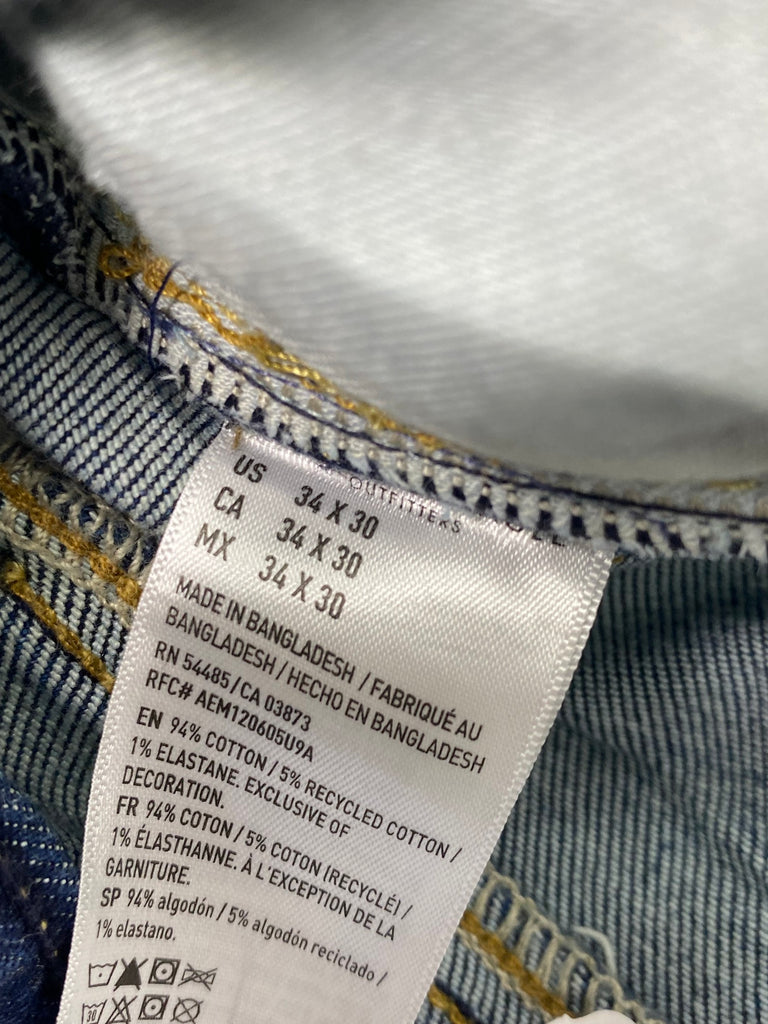 OUTFITTERS
US 34 X 30
CA 34 X 30
MX 34 X 30
MADE IN BANGLADESH / FABRIQUÉ AU
BANGLADESH / HECHO EN BANGLADESH
RN 54485 / CA 03873
RFC# AEM120605U9A
EN 94% COTTON / 5% RECYCLED COTTON /
1% ELASTANE. EXCLUSIVE OF
DECORATION.
FR 94% COTON / 5% COTON (RECYCLÉ) /
1% ÉLASTHANNE. À L'EXCEPTION DE LA
GARNITURE.
SP 94% algodón / 5% algodón reciclado /
1% elastano.
30